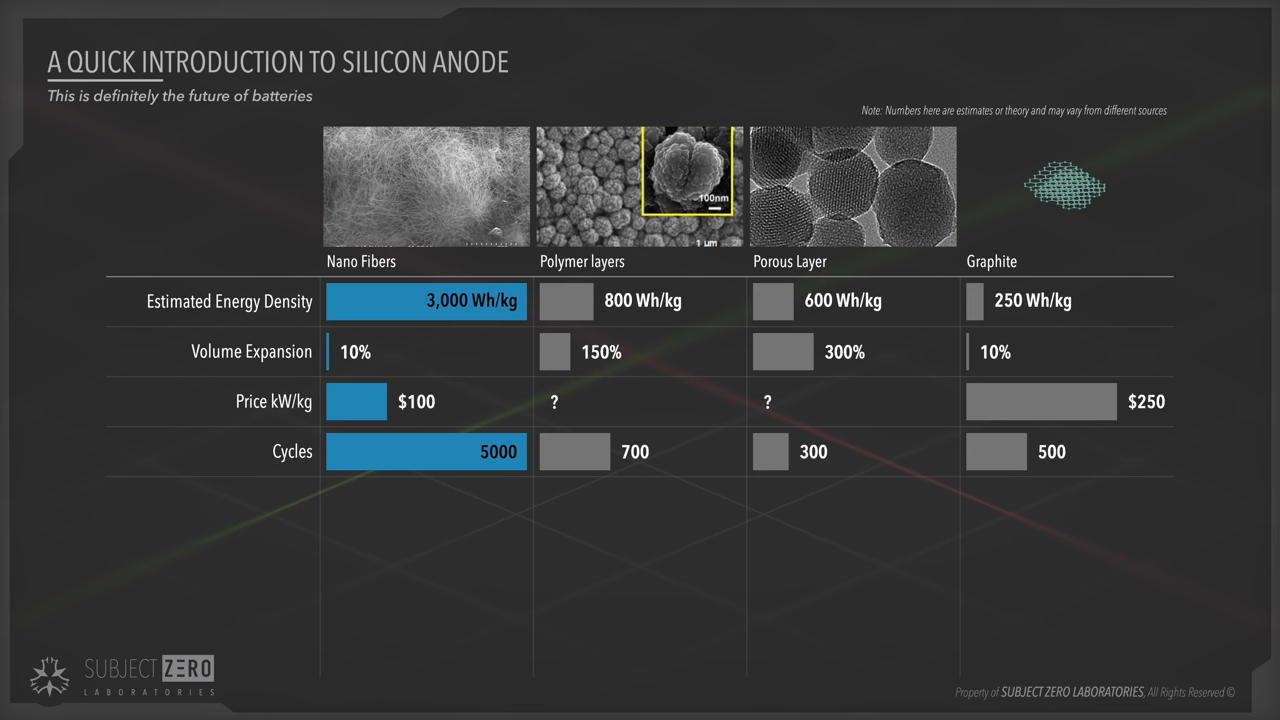 A QUICK INTRODUCTION TO SILICON ANODE
This is definitely the future of batteries
Note: Numbers here are estimates or theory and may vary from different sources
100nm
1 µm
Nano Fibers Polymer layers Porous Layer Graphite
Estimated Energy Density 3,000 Wh/kg 800 Wh/kg 600 Wh/kg 250 Wh/kg
Volume Expansion 10% 150% 300% 10%
Price kW/kg $100 ? ? $250
Cycles 5000 700 300 500
SUBJECT ZERO
LABORATORIES
Property of SUBJECT ZERO LABORATORIES, All Rights Reserved ©